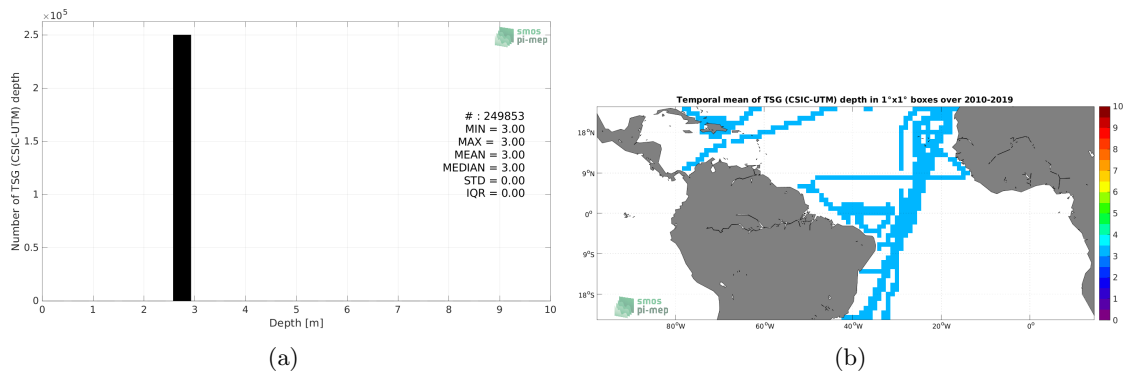 ×10⁵
2.5
2
1.5
1
0.5
0
Number of TSG (CSIC-UTM) depth
smos
pi-mep
# : 249853
MIN = 3.00
MAX = 3.00
MEAN = 3.00
MEDIAN = 3.00
STD = 0.00
IQR = 0.00
0 1 2 3 4 5 6 7 8 9 10
Depth [m]
(a)
Temporal mean of TSG (CSIC-UTM) depth in 1°x1° boxes over 2010-2019
18°N
9°N
0°
9°S
18°S
80°W 60°W 40°W 20°W 0°
smos
pi-mep
10
9
8
7
6
5
4
3
2
1
0
(b)